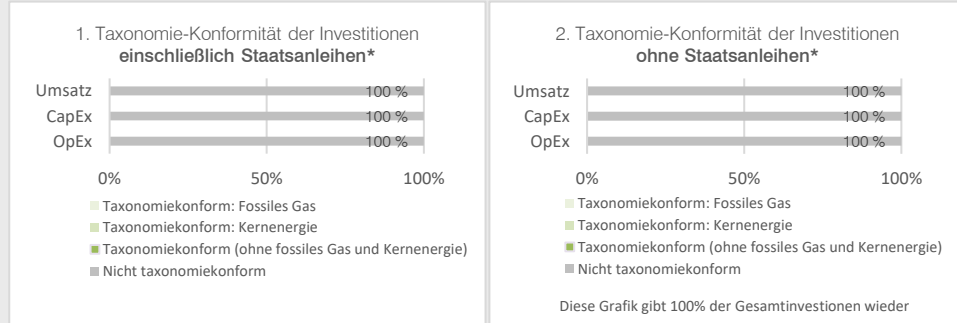 1. Taxonomie-Konformität der Investitionen
einschließlich Staatsanleihen*
Umsatz 100 %
CapEx 100 %
OpEx 100 %
0% 50% 100%
Taxonomiekonform: Fossiles Gas
Taxonomiekonform: Kernenergie
Taxonomiekonform (ohne fossiles Gas und Kernenergie)
Nicht taxonomiekonform
2. Taxonomie-Konformität der Investitionen
ohne Staatsanleihen*
Umsatz 100 %
CapEx 100 %
OpEx 100 %
0% 50% 100%
Taxonomiekonform: Fossiles Gas
Taxonomiekonform: Kernenergie
Taxonomiekonform (ohne fossiles Gas und Kernenergie)
Nicht taxonomiekonform
Diese Grafik gibt 100% der Gesamtinvestionen wieder